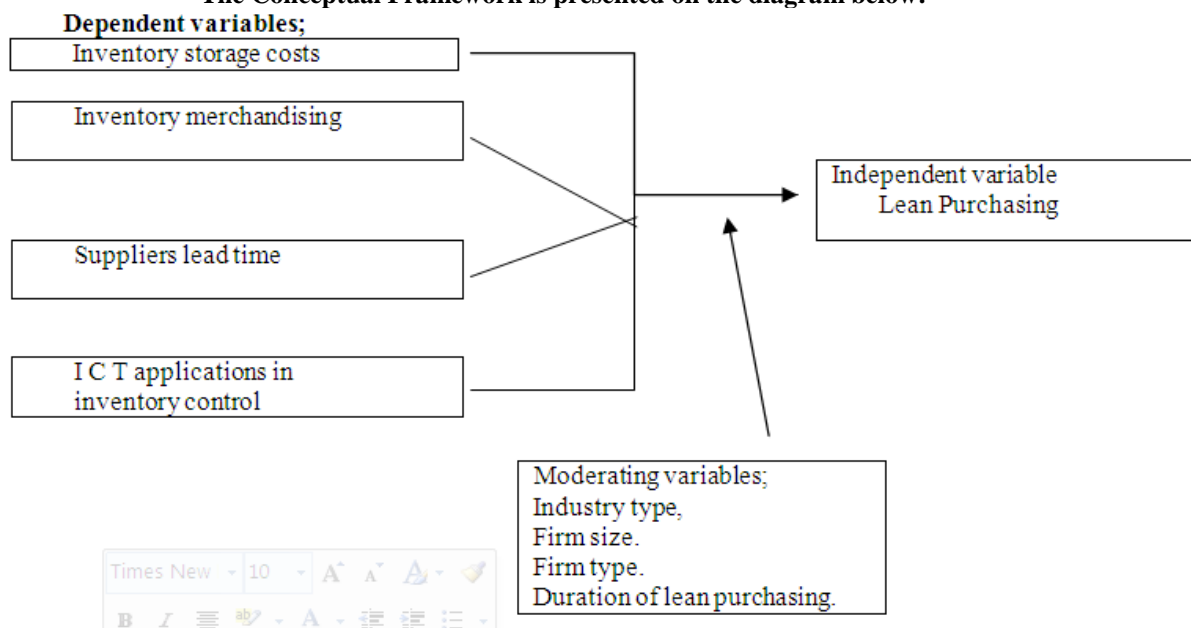 The Conceptual Framework is presented on the diagram below.
Dependent variables;
Inventory storage costs
Inventory merchandising
Suppliers lead time
I C T applications in
inventory control
Independent variable
Lean Purchasing
Moderating variables;
Industry type,
Firm size.
Firm type.
Duration of lean purchasing.
Times New 10 A A A
B I ab A